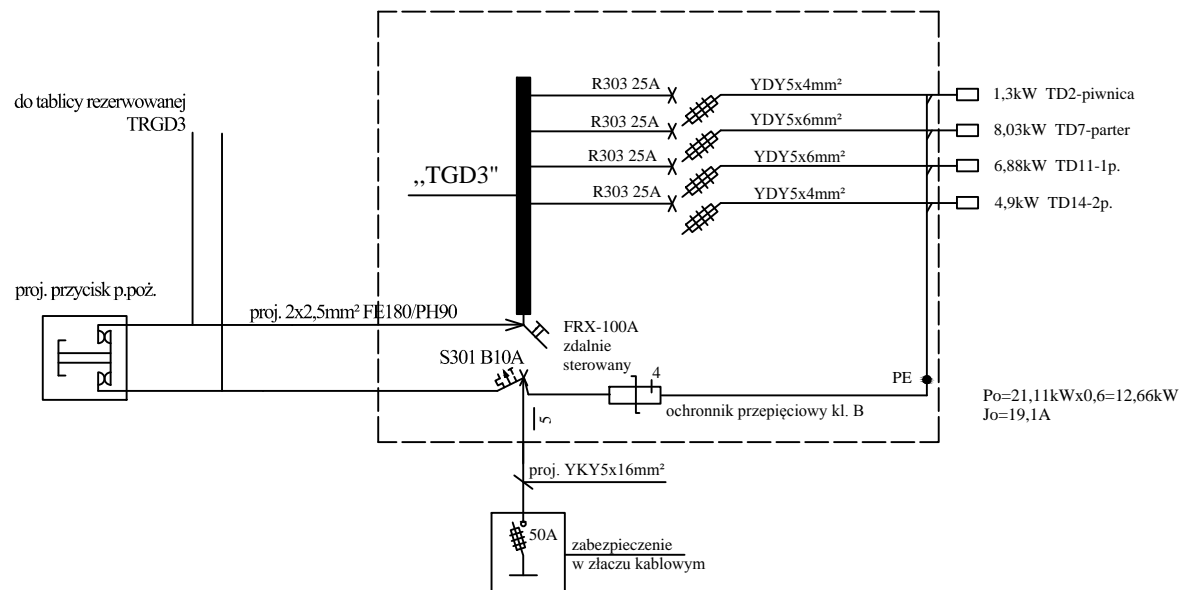 R303 25A
YDY5x4mm²
1,3kW TD2-piwnica
R303 25A
YDY5x6mm²
8,03kW TD7-parter
R303 25A
YDY5x6mm²
6,88kW TD11-1p.
R303 25A
YDY5x4mm²
4,9kW TD14-2p.
do tablicy rezerwowanej
TRGD3
,,TGD3"
proj. przycisk p.poż.
proj. 2x2,5mm² FE180/PH90
FRX-100A
zdalnie
sterowany
S301 B10A
4
ochronnik przepięciowy kl. B
PE
Po=21,11kWx0,6=12,66kW
Jo=19,1A
5
proj. YKY5x16mm²
50A
zabezpieczenie
w złaczu kablowym